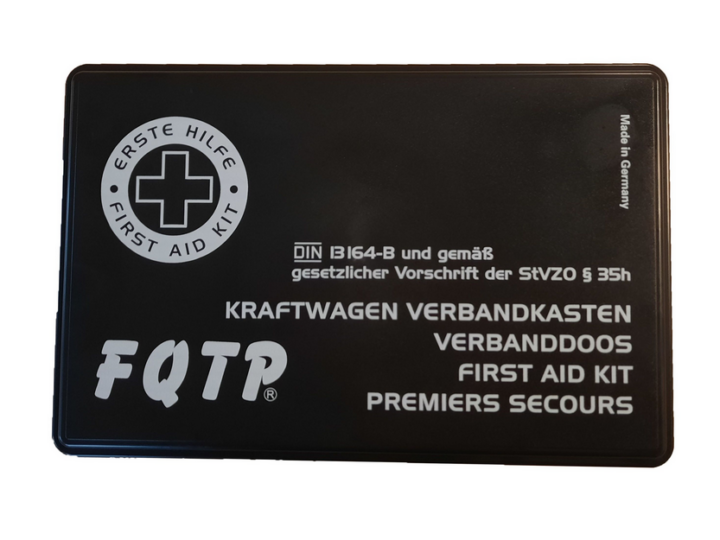 ERSTE HILFE
FIRST AID KIT
Made in Germany
DIN 13164-B und gemäß
gesetzlicher Vorschrift der StVZO § 35h
KRAFTWAGEN VERBANDKASTEN
VERBANDDOOS
FIRST AID KIT
PREMIERS SECOURS
FQTP®